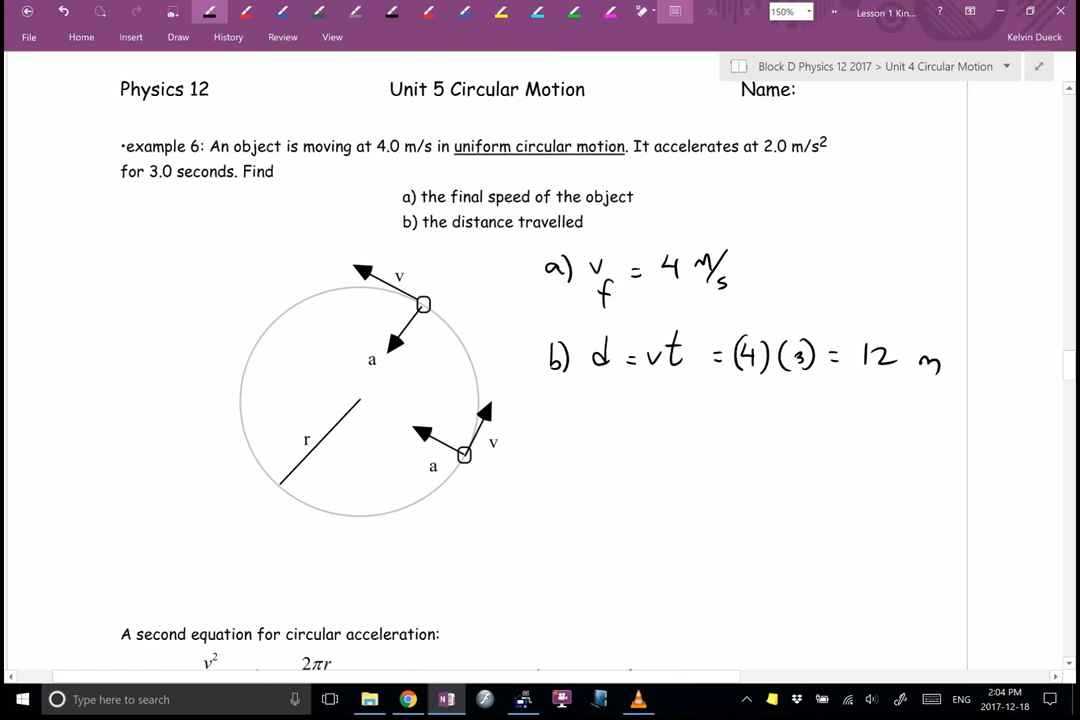 150%
Lesson 1 Kin...
File Home Insert Draw History Review View
Kelvin Dueck
Block D Physics 12 2017 > Unit 4 Circular Motion
Physics 12 Unit 5 Circular Motion Name:
•example 6: An object is moving at 4.0 m/s in uniform circular motion. It accelerates at 2.0 m/s²
for 3.0 seconds. Find
a) the final speed of the object
b) the distance travelled
v
a
r
a
v
a) v_f = 4 m/s
b) d = vt = (4)(3) = 12 m
A second equation for circular acceleration:
v² 2πr
Type here to search
ENG
2:04 PM
2017-12-18